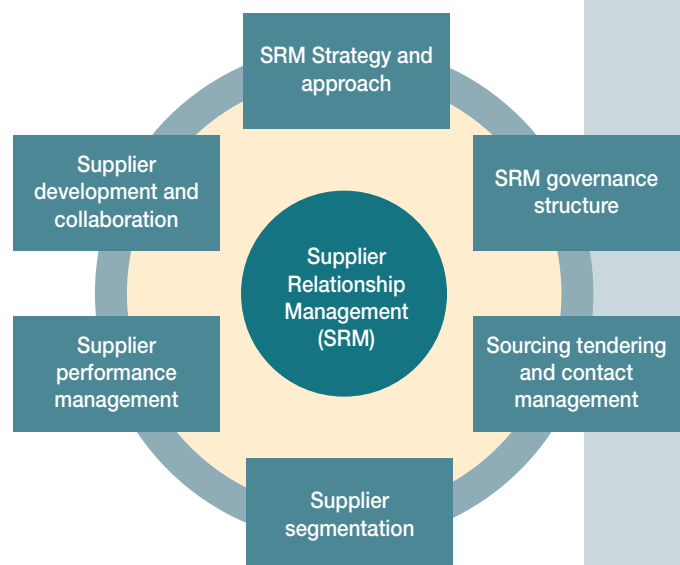 SRM Strategy and
approach
Supplier
development and
collaboration
SRM governance
structure
Supplier
Relationship
Management
(SRM)
Supplier
performance
management
Sourcing tendering
and contact
management
Supplier
segmentation